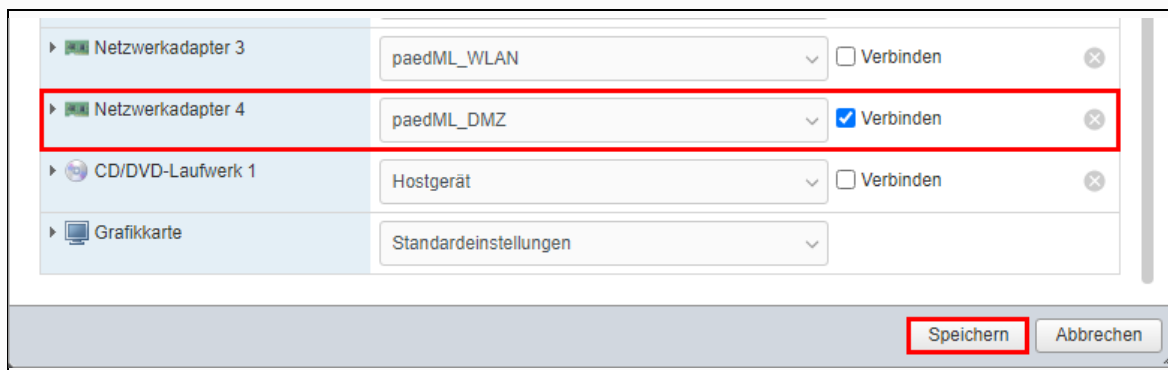 Netzwerkadapter 3 paedML_WLAN Verbinden
Netzwerkadapter 4 paedML_DMZ Verbinden
CD/DVD-Laufwerk 1 Hostgerät Verbinden
Grafikkarte Standardeinstellungen
Speichern Abbrechen